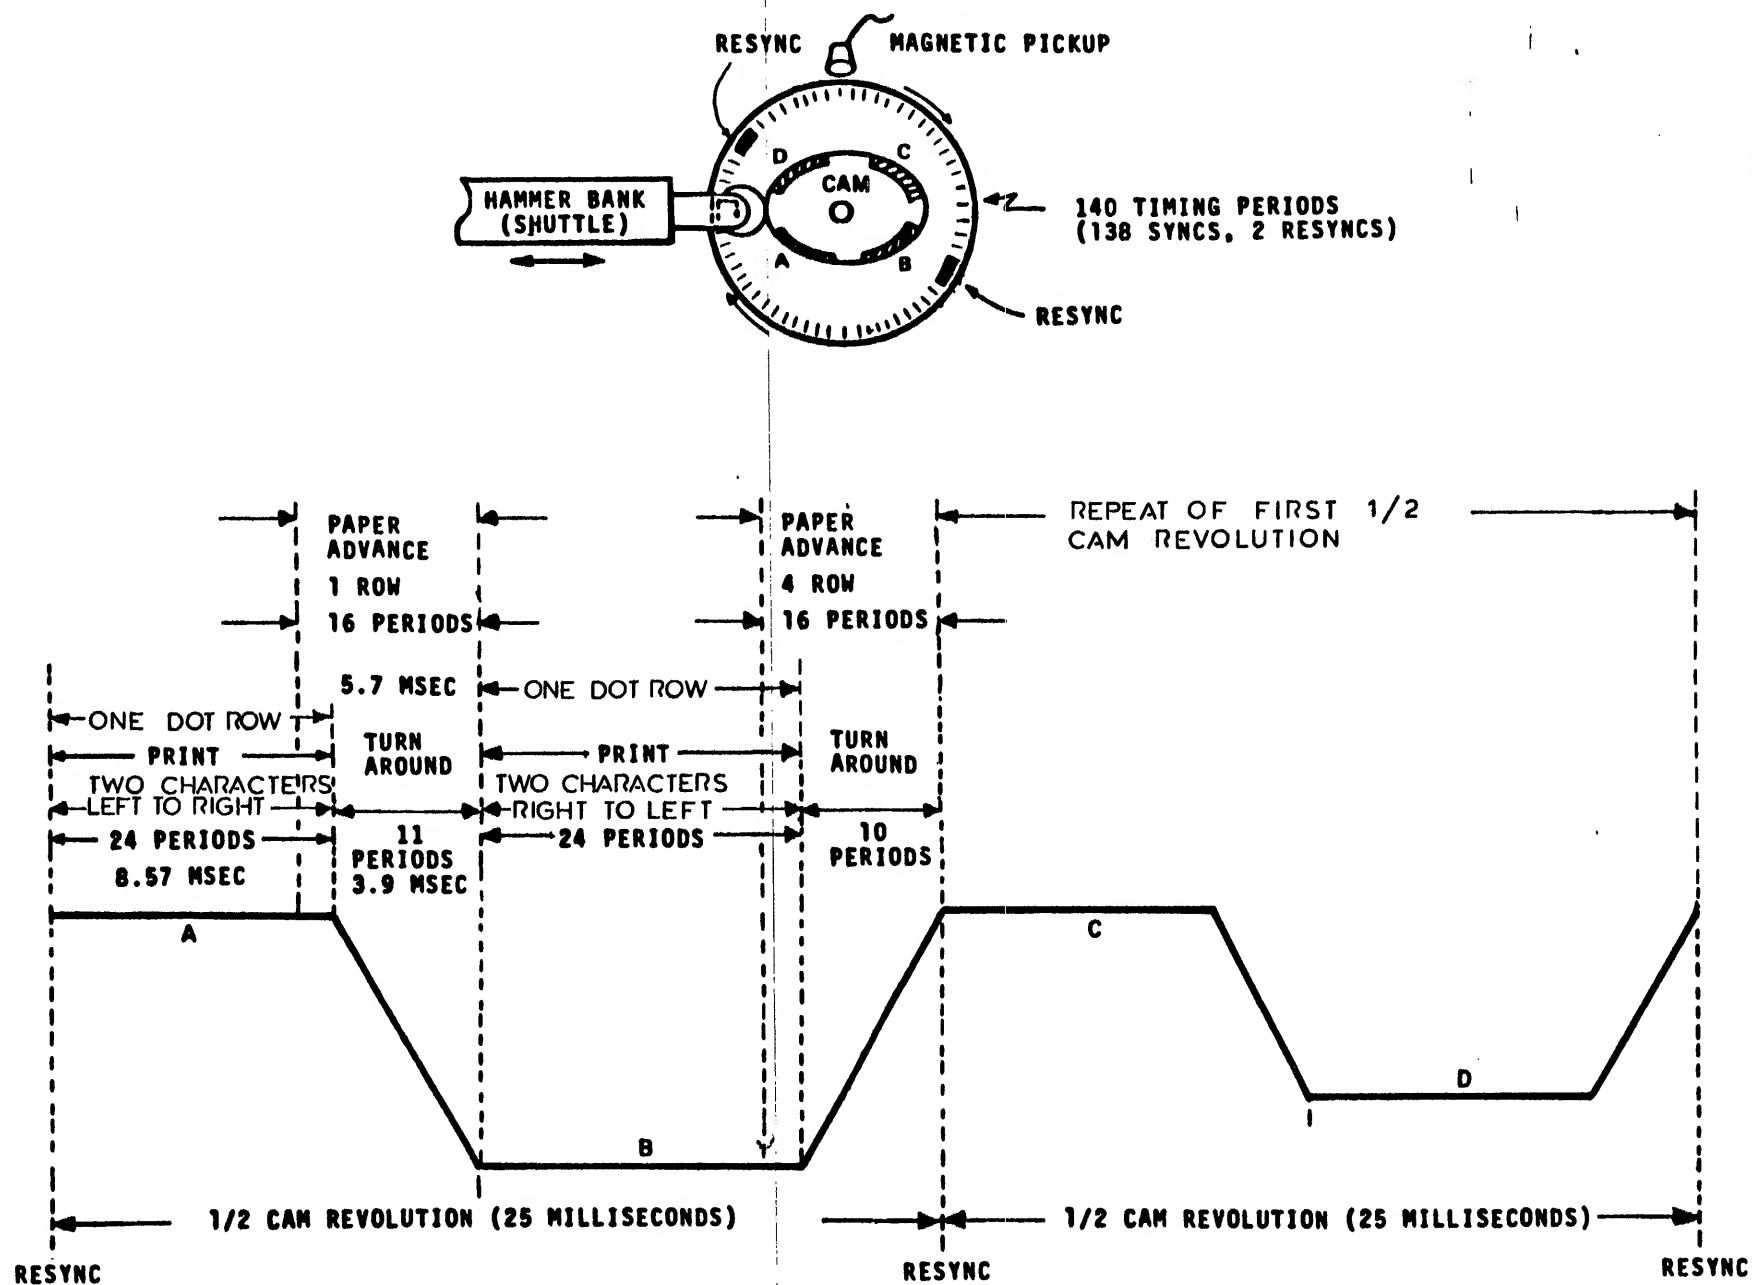 RESYNC
MAGNETIC PICKUP
D
C
CAM
HAMMER BANK
(SHUTTLE)
140 TIMING PERIODS
(138 SYNCS, 2 RESYNCS)
A
B
RESYNC
PAPER
ADVANCE
1 ROW
16 PERIODS
5.7 MSEC
PAPER
ADVANCE
4 ROW
16 PERIODS
REPEAT OF FIRST 1/2
CAM REVOLUTION
ONE DOT ROW
PRINT
TWO CHARACTERS
LEFT TO RIGHT
24 PERIODS
8.57 MSEC
TURN
AROUND
11
PERIODS
3.9 MSEC
ONE DOT ROW
PRINT
TWO CHARACTERS
RIGHT TO LEFT
24 PERIODS
TURN
AROUND
10
PERIODS
A
C
D
B
1/2 CAM REVOLUTION (25 MILLISECONDS)
1/2 CAM REVOLUTION (25 MILLISECONDS)
RESYNC
RESYNC
RESYNC